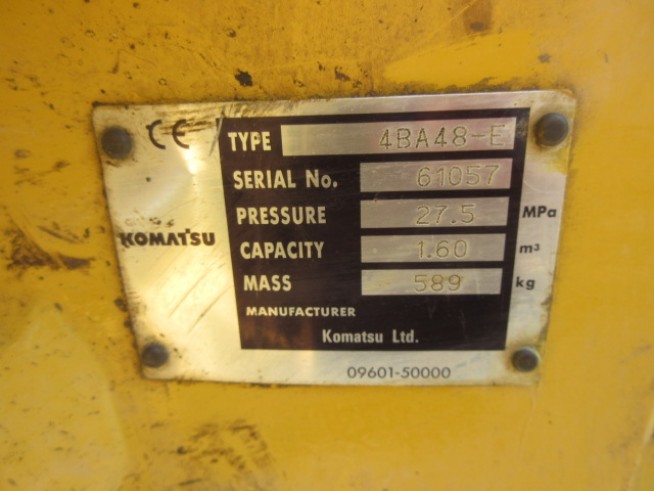 CE
TYPE 4BA48-E
SERIAL No. 61057
PRESSURE 27.5 MPa
KOMATSU
CAPACITY 1.60 m³
MASS 589 kg
MANUFACTURER
Komatsu Ltd.
09601-50000